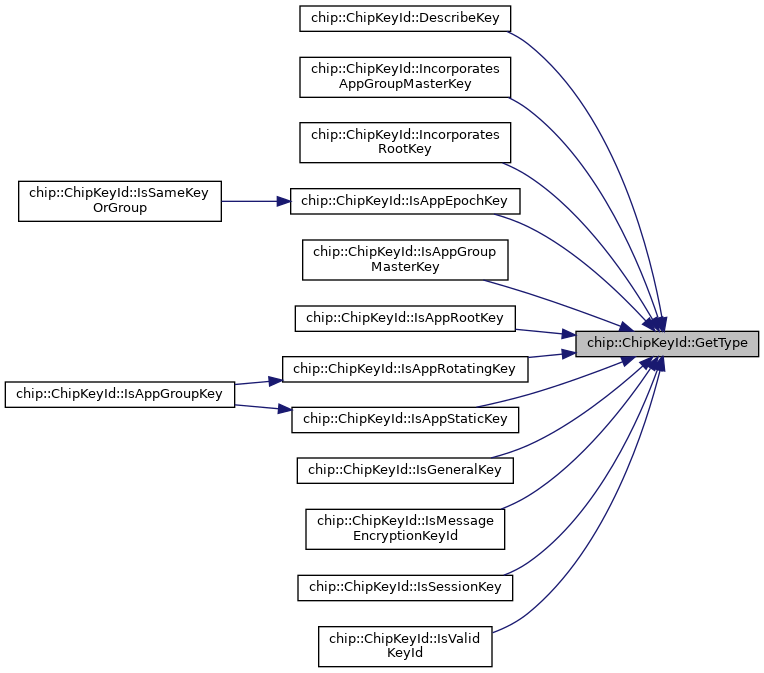 chip::ChipKeyId::DescribeKey
chip::ChipKeyId::Incorporates
AppGroupMasterKey
chip::ChipKeyId::Incorporates
RootKey
chip::ChipKeyId::IsSameKey
OrGroup
chip::ChipKeyId::IsAppEpochKey
chip::ChipKeyId::IsAppGroup
MasterKey
chip::ChipKeyId::IsAppRootKey
chip::ChipKeyId::GetType
chip::ChipKeyId::IsAppRotatingKey
chip::ChipKeyId::IsAppGroupKey
chip::ChipKeyId::IsAppStaticKey
chip::ChipKeyId::IsGeneralKey
chip::ChipKeyId::IsMessage
EncryptionKeyId
chip::ChipKeyId::IsSessionKey
chip::ChipKeyId::IsValid
KeyId